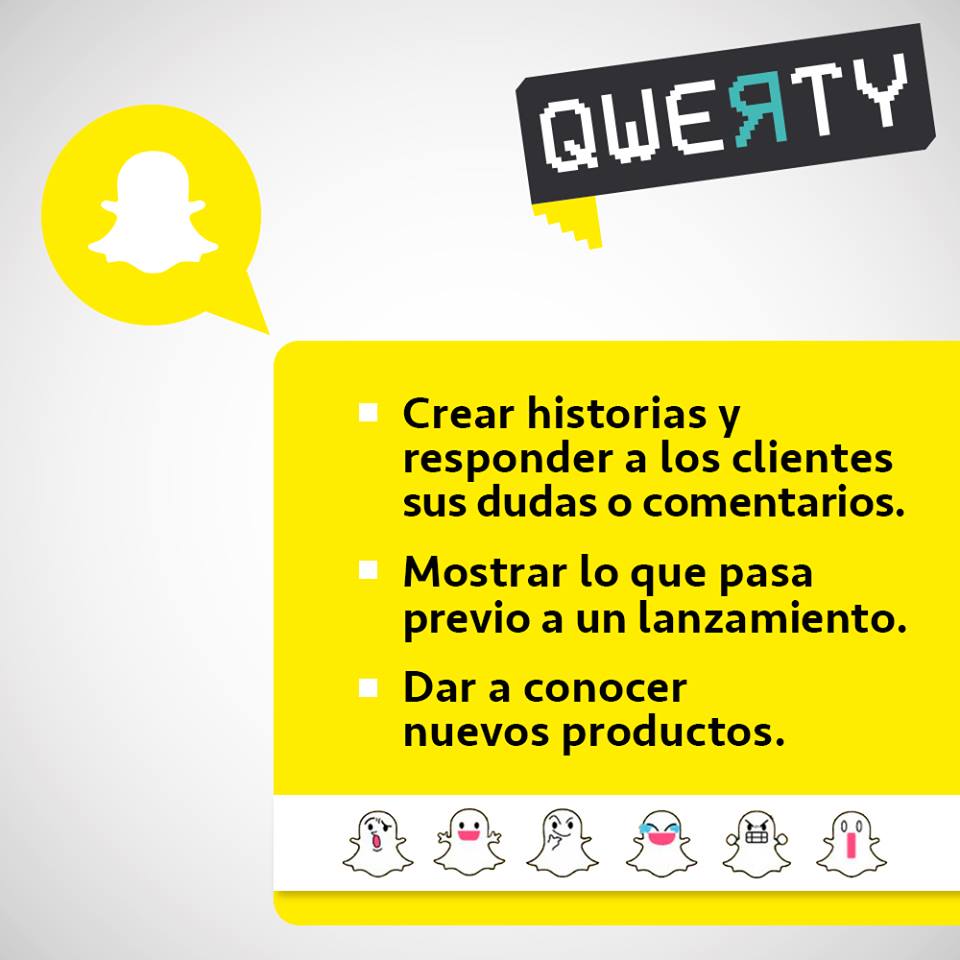 QWEЯTY
Crear historias y
responder a los clientes
sus dudas o comentarios.
Mostrar lo que pasa
previo a un lanzamiento.
Dar a conocer
nuevos productos.